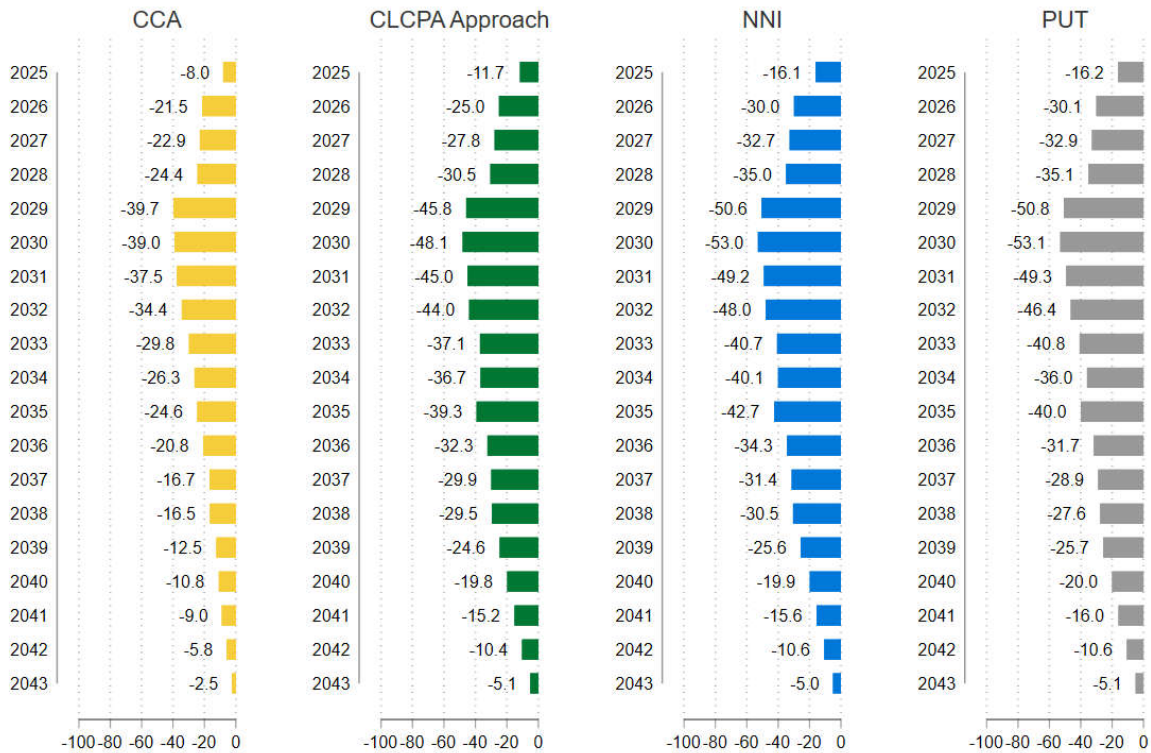 CCA CLCPA Approach NNI PUT
2025 -8.0 2025 -11.7 2025 -16.1 2025 -16.2
2026 -21.5 2026 -25.0 2026 -30.0 2026 -30.1
2027 -22.9 2027 -27.8 2027 -32.7 2027 -32.9
2028 -24.4 2028 -30.5 2028 -35.0 2028 -35.1
2029 -39.7 2029 -45.8 2029 -50.6 2029 -50.8
2030 -39.0 2030 -48.1 2030 -53.0 2030 -53.1
2031 -37.5 2031 -45.0 2031 -49.2 2031 -49.3
2032 -34.4 2032 -44.0 2032 -48.0 2032 -46.4
2033 -29.8 2033 -37.1 2033 -40.7 2033 -40.8
2034 -26.3 2034 -36.7 2034 -40.1 2034 -36.0
2035 -24.6 2035 -39.3 2035 -42.7 2035 -40.0
2036 -20.8 2036 -32.3 2036 -34.3 2036 -31.7
2037 -16.7 2037 -29.9 2037 -31.4 2037 -28.9
2038 -16.5 2038 -29.5 2038 -30.5 2038 -27.6
2039 -12.5 2039 -24.6 2039 -25.6 2039 -25.7
2040 -10.8 2040 -19.8 2040 -19.9 2040 -20.0
2041 -9.0 2041 -15.2 2041 -15.6 2041 -16.0
2042 -5.8 2042 -10.4 2042 -10.6 2042 -10.6
2043 -2.5 2043 -5.1 2043 -5.0 2043 -5.1
-100 -80 -60 -40 -20 0 -100 -80 -60 -40 -20 0 -100 -80 -60 -40 -20 0 -100 -80 -60 -40 -20 0